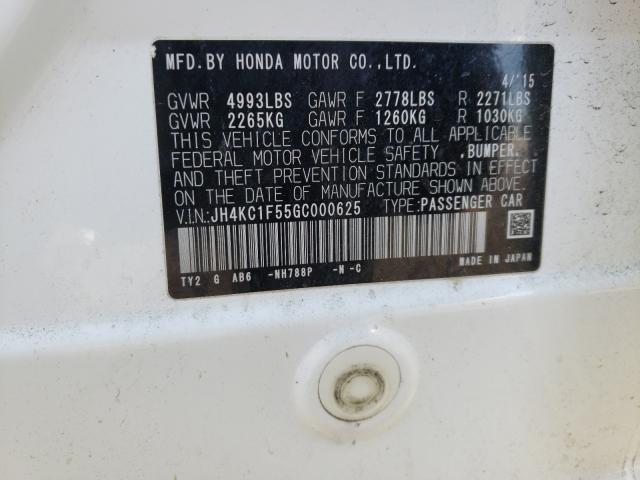 MFD.BY HONDA MOTOR CO.,LTD.
4/'15
GVWR 4993LBS GAWR F 2778LBS R 2271LBS
GVWR 2265KG GAWR F 1260KG R 1030KG
THIS VEHICLE CONFORMS TO ALL APPLICABLE
FEDERAL MOTOR VEHICLE SAFETY ,BUMPER,
AND THEFT PREVENTION STANDARDS IN EFFECT
ON THE DATE OF MANUFACTURE SHOWN ABOVE.
V.I.N:JH4KC1F55GC000625 TYPE:PASSENGER CAR
TY2 G AB6 -NH788P -N -C
MADE IN JAPAN